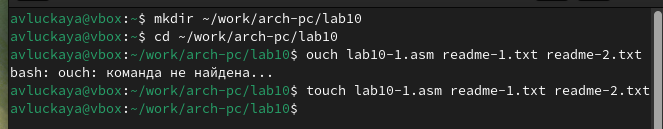 avluckaya@vbox:~$ mkdir ~/work/arch-pc/lab10
avluckaya@vbox:~$ cd ~/work/arch-pc/lab10
avluckaya@vbox:~/work/arch-pc/lab10$ ouch lab10-1.asm readme-1.txt readme-2.txt
bash: ouch: команда не найдена...
avluckaya@vbox:~/work/arch-pc/lab10$ touch lab10-1.asm readme-1.txt readme-2.txt
avluckaya@vbox:~/work/arch-pc/lab10$